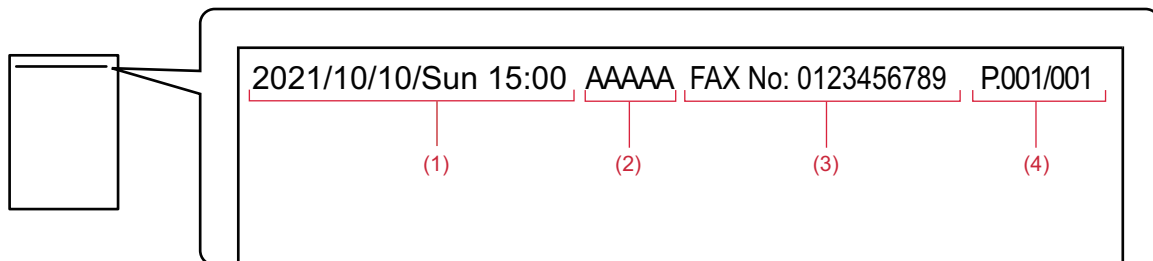 2021/10/10/Sun 15:00 AAAAA FAX No: 0123456789 P.001/001
(1) (2) (3) (4)